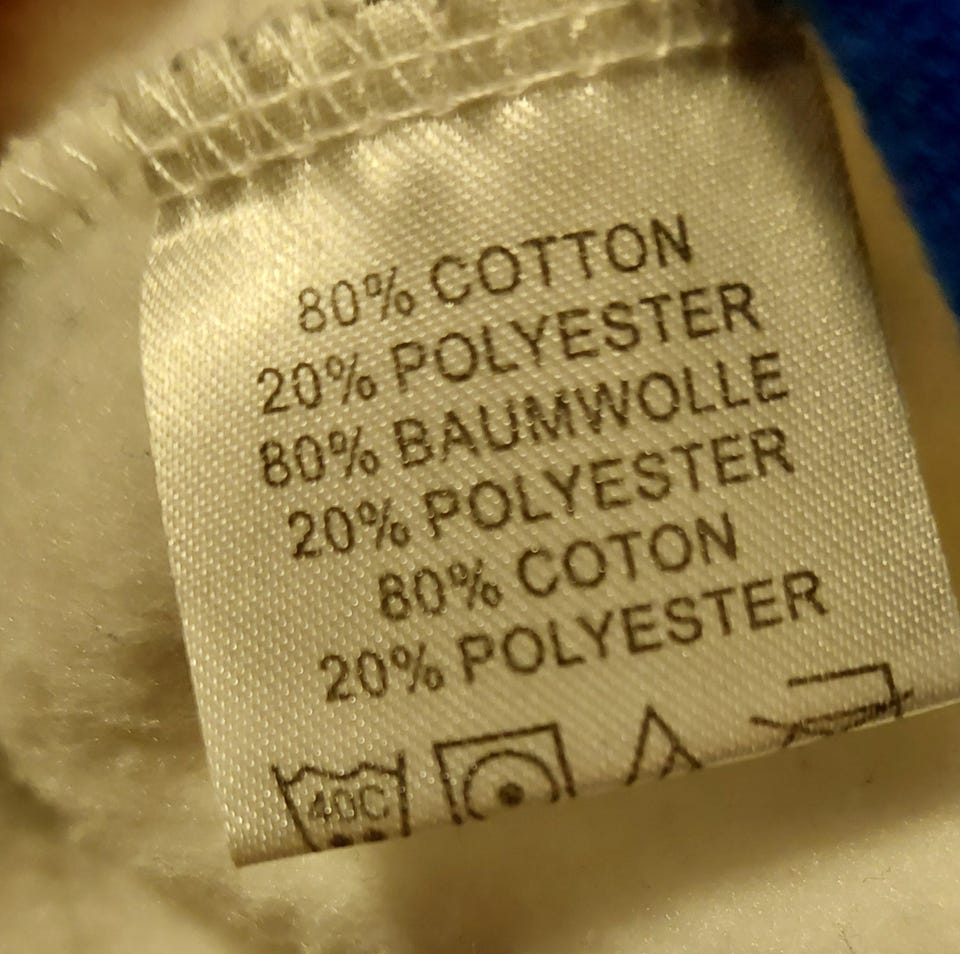 80% COTTON
20% POLYESTER
80% BAUMWOLLE
20% POLYESTER
80% COTON
20% POLYESTER
40C